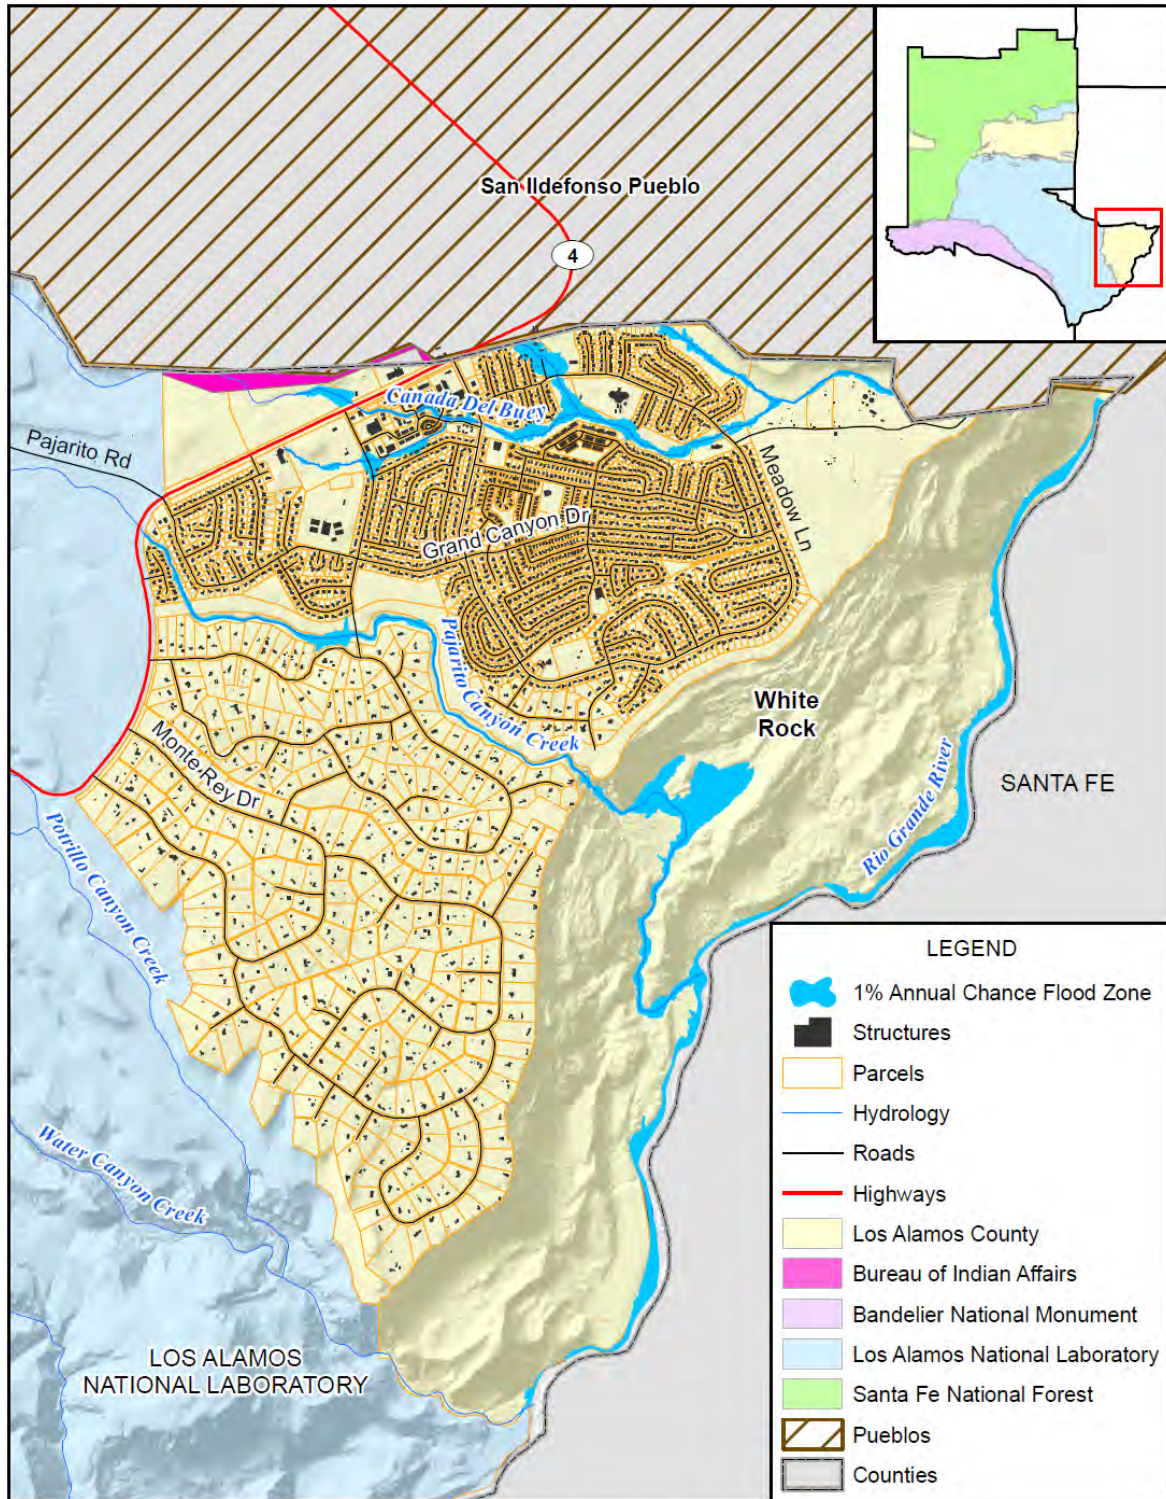 San Ildefonso Pueblo
4
Canada Del Buey
Pajarito Rd
Meadow Ln
Grand Canyon Dr
Pajarito Canyon Creek
White
Rock
Monte Rey Dr
Rio Grande River
SANTA FE
Potrillo Canyon Creek
Water Canyon Creek
LOS ALAMOS
NATIONAL LABORATORY
LEGEND
1% Annual Chance Flood Zone
Structures
Parcels
Hydrology
Roads
Highways
Los Alamos County
Bureau of Indian Affairs
Bandelier National Monument
Los Alamos National Laboratory
Santa Fe National Forest
Pueblos
Counties